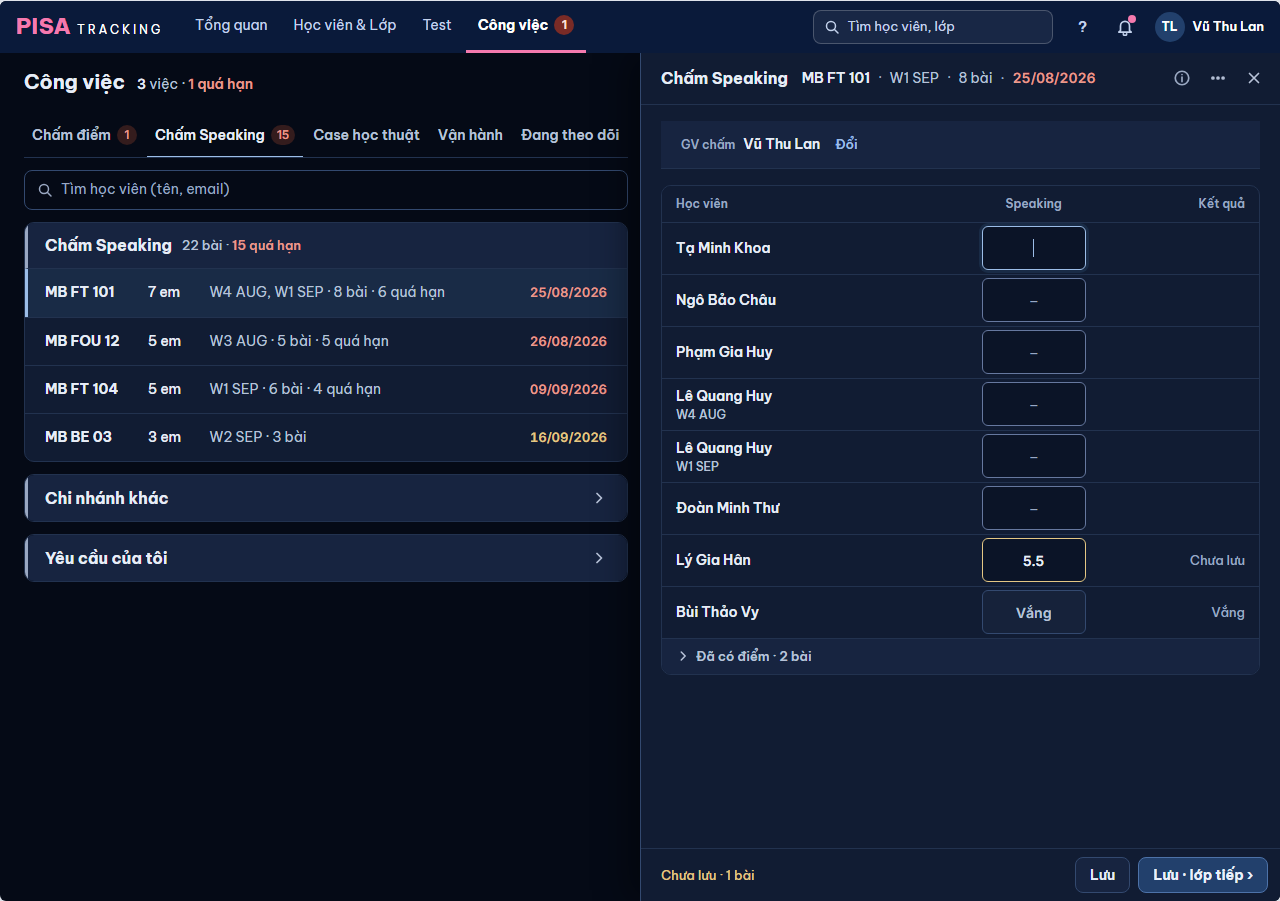 PISA TRACKING Tổng quan Học viên & Lớp Test Công việc 1 Tìm học viên, lớp ? TL Vũ Thu Lan
Công việc 3 việc · 1 quá hạn
Chấm điểm 1 Chấm Speaking 15 Case học thuật Vận hành Đang theo dõi
Tìm học viên (tên, email)
Chấm Speaking 22 bài · 15 quá hạn
MB FT 101 7 em W4 AUG, W1 SEP · 8 bài · 6 quá hạn 25/08/2026
MB FOU 12 5 em W3 AUG · 5 bài · 5 quá hạn 26/08/2026
MB FT 104 5 em W1 SEP · 6 bài · 4 quá hạn 09/09/2026
MB BE 03 3 em W2 SEP · 3 bài 16/09/2026
Chi nhánh khác
Yêu cầu của tôi
Chấm Speaking MB FT 101 · W1 SEP · 8 bài · 25/08/2026
GV chấm Vũ Thu Lan Đổi
Học viên Speaking Kết quả
Tạ Minh Khoa
Ngô Bảo Châu –
Phạm Gia Huy –
Lê Quang Huy –
W4 AUG
Lê Quang Huy –
W1 SEP
Đoàn Minh Thư –
Lý Gia Hân 5.5 Chưa lưu
Bùi Thảo Vy Vắng Vắng
Đã có điểm · 2 bài
Chưa lưu · 1 bài Lưu Lưu · lớp tiếp ›